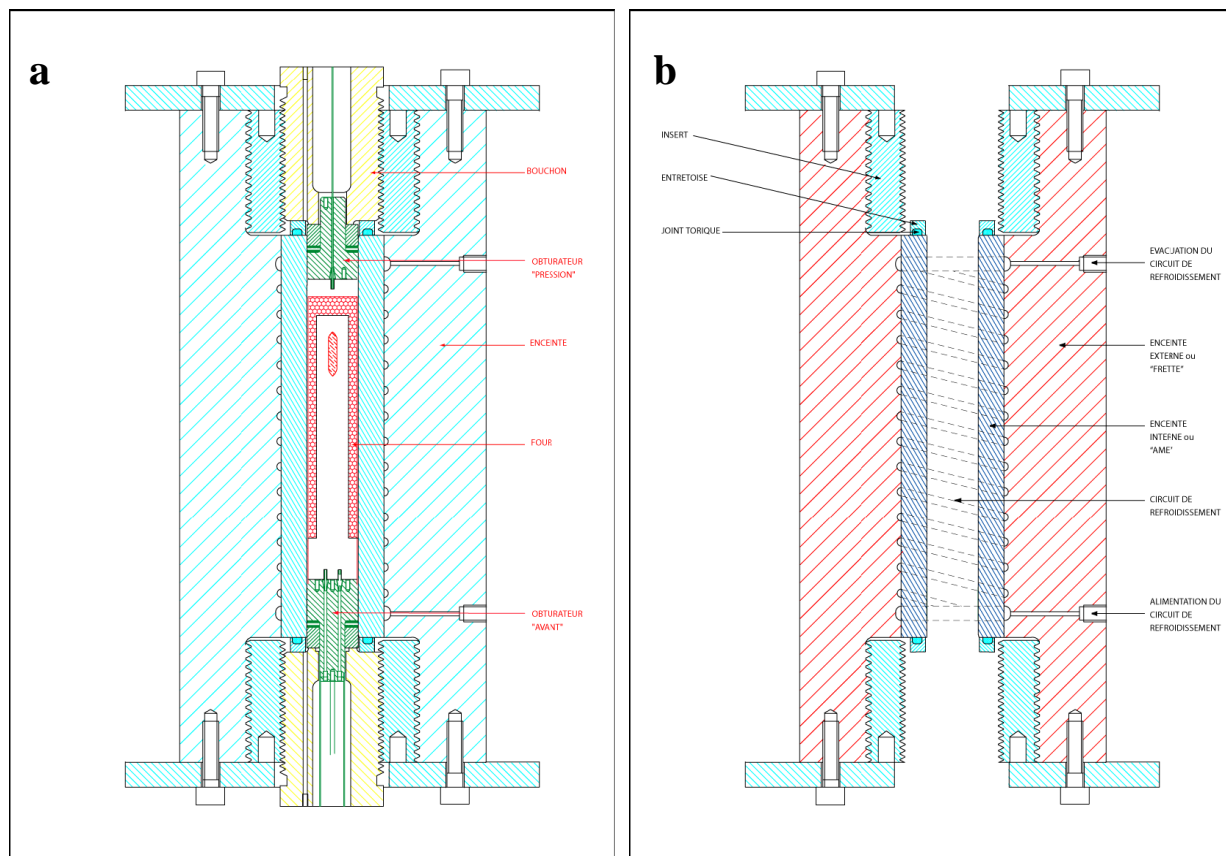 a
BOUCHON
OBTURATEUR
"PRESSION"
ENCEINTE
FOUR
OBTURATEUR
"AVANT"
b
INSERT
ENTRETOISE
JOINT TORIQUE
EVACJATION DU
CIRCUIT DE
REFROIDISSEMENT
ENCEINTE
EXTERNE ou
"FRETTE"
ENCEINTE
INTERNE ou
"AME'
CIRCUIT DE
REFROIDISSEMENT
ALIMENTATION DU
CIRCUIT DE
REFROIDISSEMENT